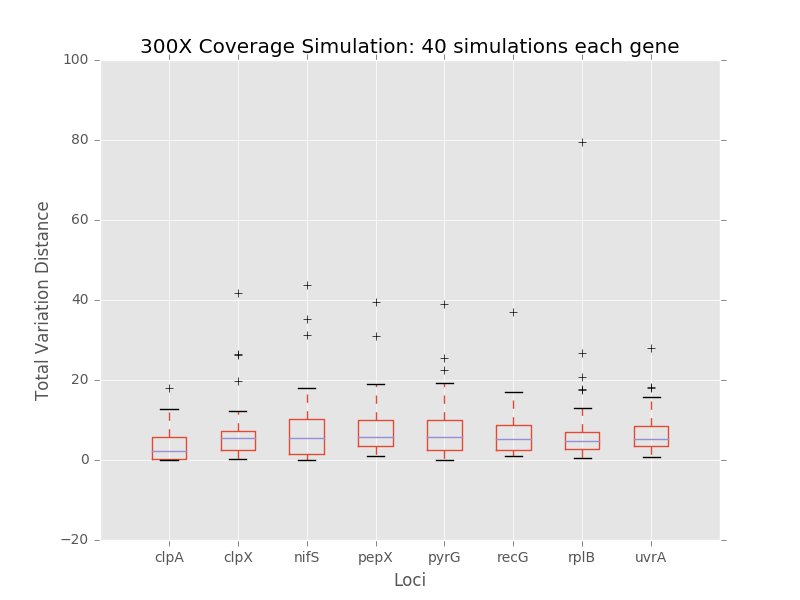 300X Coverage Simulation: 40 simulations each gene
100
80
60
40
20
0
−20
Total Variation Distance
clpA clpX nifS pepX pyrG recG rplB uvrA
Loci